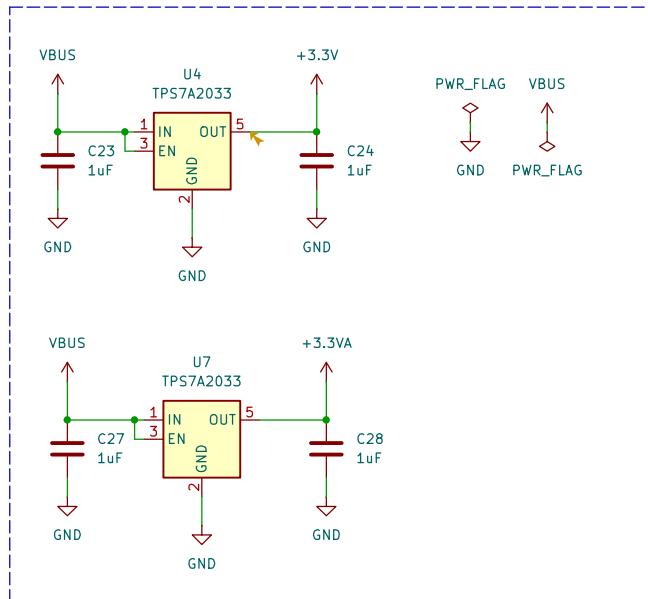 VBUS
+3.3V
U4
TPS7A2033
PWR_FLAG
VBUS
1
IN
OUT
5
3
EN
GND
2
C23
1uF
C24
1uF
GND
PWR_FLAG
GND
GND
GND
VBUS
+3.3VA
U7
TPS7A2033
1
IN
OUT
5
3
EN
GND
2
C27
1uF
C28
1uF
GND
GND
GND